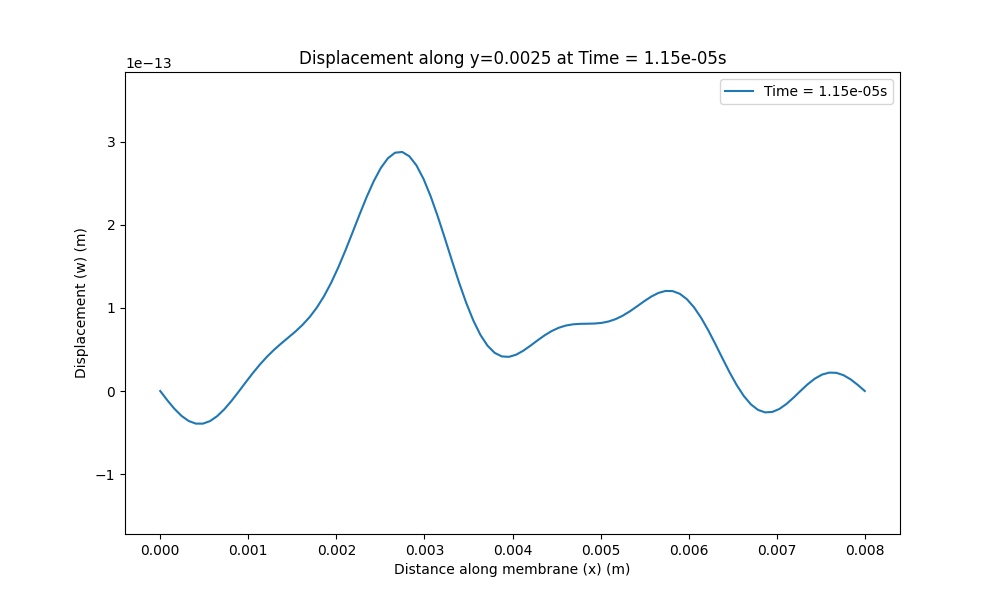 Displacement along y=0.0025 at Time = 1.15e-05s
1e−13
Time = 1.15e-05s
3
2
1
0
−1
Displacement (w) (m)
0.000 0.001 0.002 0.003 0.004 0.005 0.006 0.007 0.008
Distance along membrane (x) (m)